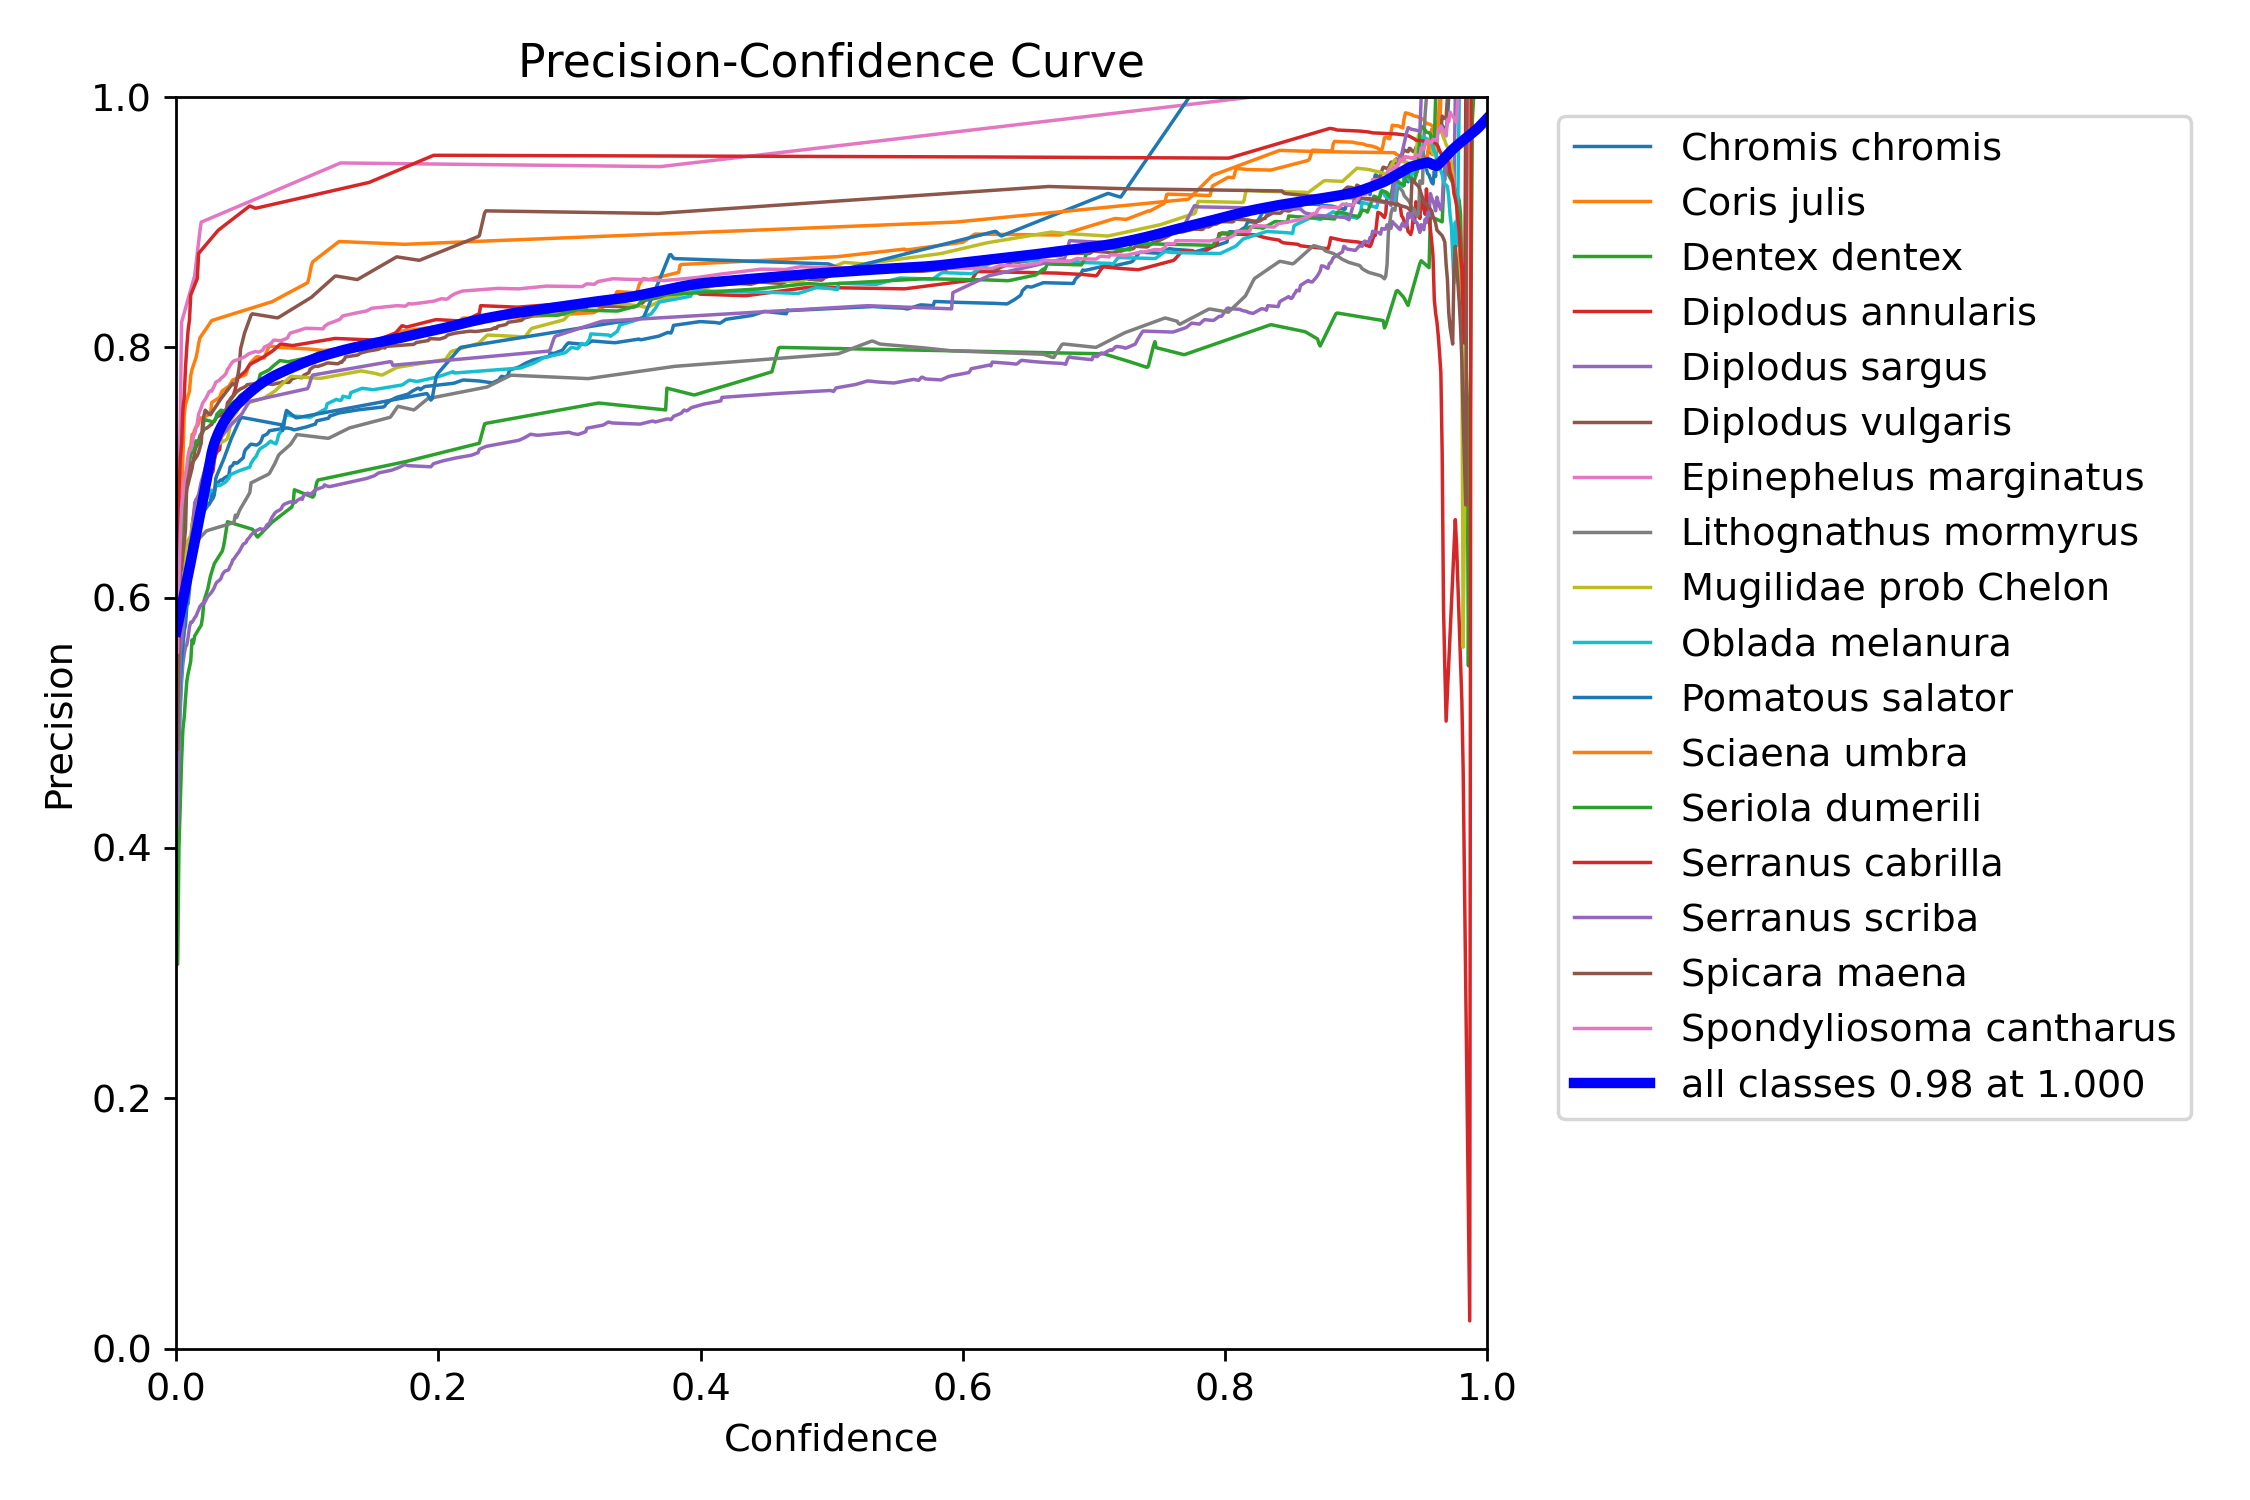 Precision-Confidence Curve
1.0
0.8
0.6
0.4
0.2
0.0
Precision
0.0 0.2 0.4 0.6 0.8 1.0
Confidence
Chromis chromis
Coris julis
Dentex dentex
Diplodus annularis
Diplodus sargus
Diplodus vulgaris
Epinephelus marginatus
Lithognathus mormyrus
Mugilidae prob Chelon
Oblada melanura
Pomatous salator
Sciaena umbra
Seriola dumerili
Serranus cabrilla
Serranus scriba
Spicara maena
Spondyliosoma cantharus
all classes 0.98 at 1.000